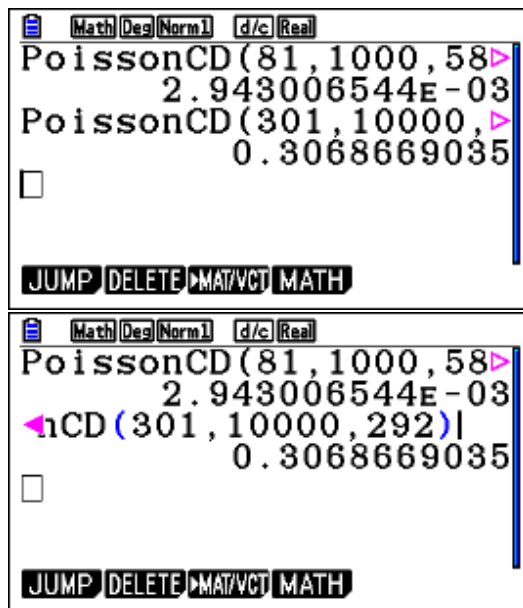 Math Deg Norm1 d/c Real
PoissonCD(81,1000,58
2.943006544E-03
PoissonCD(301,10000,
0.3068669035
JUMP DELETE ►MAT/VCT MATH
Math Deg Norm1 d/c Real
PoissonCD(81,1000,58
2.943006544E-03
nCD(301,10000,292)
0.3068669035
JUMP DELETE ►MAT/VCT MATH